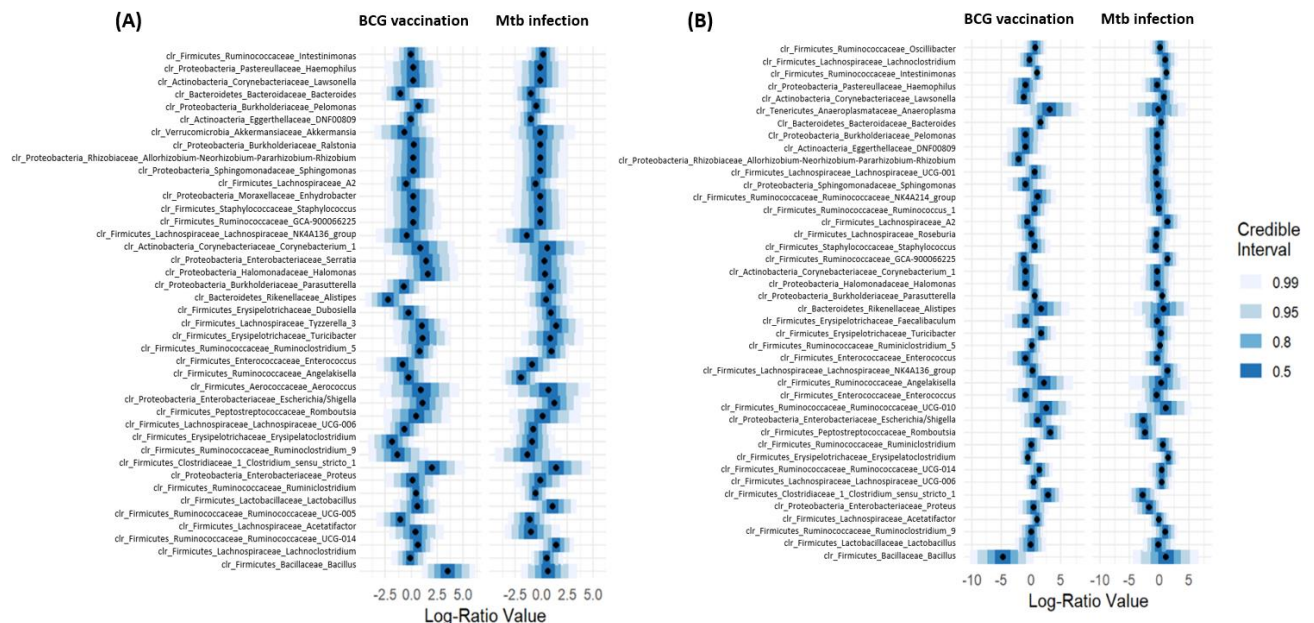 (A)
BCG vaccination
Mtb infection
clr_Firmicutes_Ruminococcaceae_Intestinimonas
clr_Proteobacteria_Pastereullaceae_Haemophilus
clr_Actinobacteria_Corynebacteriaceae_Lawsonella
clr_Bacteroidetes_Bacteroidaceae_Bacteroides
clr_Proteobacteria_Burkholderiaceae_Pelomonas
clr_Actinoacteria_Eggerthellaceae_DNF00809
clr_Verrucomicrobia_Akkermansiaceae_Akkermansia
clr_Proteobacteria_Burkholderiaceae_Ralstonia
clr_Proteobacteria_Rhizobiaceae_Allorhizobium-Neorhizobium-Pararhizobium-Rhizobium
clr_Proteobacteria_Sphingomonadaceae_Sphingomonas
clr_Firmicutes_Lachnospiraceae_A2
clr_Proteobacteria_Moraxellaceae_Enhydrobacter
clr_Firmicutes_Staphylococcaceae_Staphylococcus
clr_Firmicutes_Ruminococcaceae_GCA-900066225
clr_Firmicutes_Lachnospiraceae_Lachnospiraceae_NK4A136_group
clr_Actinobacteria_Corynebacteriaceae_Corynebacterium_1
clr_Proteobacteria_Enterobacteriaceae_Serratia
clr_Proteobacteria_Halomonadaceae_Halomonas
clr_Proteobacteria_Burkholderiaceae_Parasutterella
clr_Bacteroidetes_Rikenellaceae_Alistipes
clr_Firmicutes_Erysipelotrichaceae_Dubosiella
clr_Firmicutes_Lachnospiraceae_Tyzzerella_3
clr_Firmicutes_Erysipelotrichaceae_Turicibacter
clr_Firmicutes_Ruminococcaceae_Ruminoclostridium_5
clr_Firmicutes_Enterococcaceae_Enterococcus
clr_Firmicutes_Ruminococcaceae_Angelakisella
clr_Firmicutes_Aerococcaceae_Aerococcus
clr_Proteobacteria_Enterobacteriaceae_Escherichia/Shigella
clr_Firmicutes_Peptostreptococcaceae_Romboutsia
clr_Firmicutes_Lachnospiraceae_Lachnospiraceae_UCG-006
clr_Firmicutes_Erysipelotrichaceae_Erysipelatoclostridium
clr_Firmicutes_Ruminococcaceae_Ruminoclostridium_9
clr_Firmicutes_Clostridiaceae_1_Clostridium_sensu_stricto_1
clr_Proteobacteria_Enterobacteriaceae_Proteus
clr_Firmicutes_Ruminococcaceae_Ruminiclostridium
clr_Firmicutes_Lactobacillaceae_Lactobacillus
clr_Firmicutes_Ruminococcaceae_Ruminococcaceae_UCG-005
clr_Firmicutes_Lachnospiraceae_Acetatifactor
clr_Firmicutes_Ruminococcaceae_Ruminococcaceae_UCG-014
clr_Firmicutes_Lachnospiraceae_Lachnoclostridium
clr_Firmicutes_Bacillaceae_Bacillus
-2.5 0.0 2.5 5.0 -2.5 0.0 2.5 5.0
Log-Ratio Value
(B)
BCG vaccination
Mtb infection
clr_Firmicutes_Ruminococcaceae_Oscillibacter
clr_Firmicutes_Lachnospiraceae_Lachnoclostridium
clr_Firmicutes_Ruminococcaceae_Intestinimonas
clr_Proteobacteria_Pasteurellaceae_Haemophilus
clr_Actinobacteria_Corynebacteriaceae_Lawsonella
clr_Tenericutes_Anaeroplasmataceae_Anaeroplasma
Clr_Bacteroidetes_Bacteroidaceae_Bacteroides
Clr_Proteobacteria_Burkholderiaceae_Pelomonas
clr_Actinoacteria_Eggerthellaceae_DNF00809
clr_Proteobacteria_Rhizobiaceae_Allorhizobium-Neorhizobium-Pararhizobium-Rhizobium
clr_Firmicutes_Lachnospiraceae_Lachnospiraceae_UCG-001
clr_Proteobacteria_Sphingomonadaceae_Sphingomonas
clr_Firmicutes_Ruminococcaceae_Ruminococcaceae_NK4A214_group
clr_Firmicutes_Ruminococcaceae_Ruminococcus_1
clr_Firmicutes_Lachnospiraceae_A2
clr_Firmicutes_Lachnospiraceae_Roseburia
clr_Firmicutes_Staphylococcaceae_Staphylococcus
clr_Firmicutes_Ruminococcaceae_GCA-900066225
clr_Actinobacteria_Corynebacteriaceae_Corynebacterium_1
clr_Proteobacteria_Halomonadaceae_Halomonas
clr_Proteobacteria_Burkholderiaceae_Parasutterella
clr_Bacteroidetes_Rikenellaceae_Alistipes
clr_Firmicutes_Erysipelotrichaceae_Faecalibaculum
clr_Firmicutes_Erysipelotrichaceae_Turicibacter
clr_Firmicutes_Ruminococcaceae_Ruminiclostridium_5
clr_Firmicutes_Enterococcaceae_Enterococcus
clr_Firmicutes_Lachnospiraceae_Lachnospiraceae_NK4A136_group
clr_Firmicutes_Ruminococcaceae_Angelakisella
clr_Firmicutes_Enterococcaceae_Enterococcus
clr_Firmicutes_Ruminococcaceae_Ruminococcaceae_UCG-010
clr_Proteobacteria_Enterobacteriaceae_Escherichia/Shigella
clr_Firmicutes_Peptostreptococcaceae_Romboutsia
clr_Firmicutes_Ruminococcaceae_Ruminiclostridium
clr_Firmicutes_Erysipelotrichaceae_Erysipelatoclostridium
clr_Firmicutes_Ruminococcaceae_Ruminococcaceae_UCG-014
clr_Firmicutes_Lachnospiraceae_Lachnospiraceae_UCG-006
clr_Firmicutes_Clostridiaceae_1_Clostridium_sensu_stricto_1
clr_Proteobacteria_Enterobacteriaceae_Proteus
clr_Firmicutes_Lachnospiraceae_Acetatifactor
clr_Firmicutes_Ruminococcaceae_Ruminiclostridium_9
clr_Firmicutes_Lactobacillaceae_Lactobacillus
clr_Firmicutes_Bacillaceae_Bacillus
-10 -5 0 5 -10 -5 0 5
Log-Ratio Value
Credible
Interval
0.99
0.95
0.8
0.5